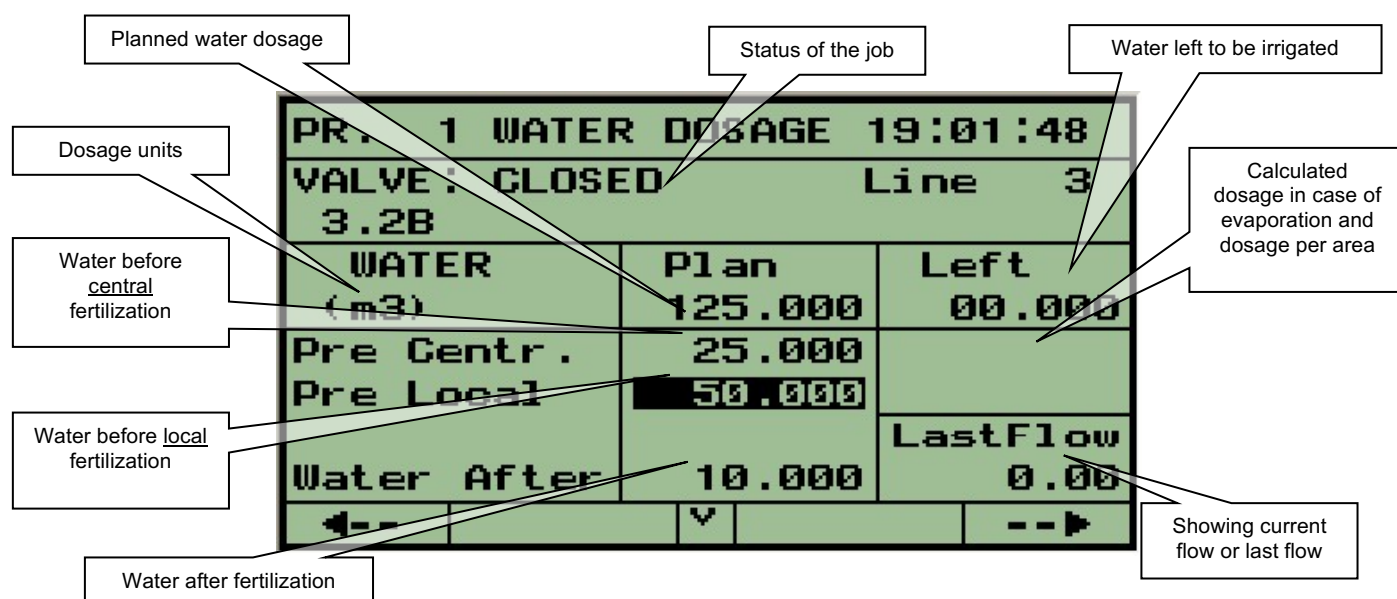 Planned water dosage
Status of the job
Water left to be irrigated
Dosage units
Water before
central
fertilization
Water before local
fertilization
Water after fertilization
Calculated
dosage in case of
evaporation and
dosage per area
Showing current
flow or last flow
PR. 1 WATER DOSAGE 19:01:48
VALVE: CLOSED Line 3
3.2B
WATER Plan Left
(m3) 125.000 00.000
Pre Centr. 25.000
Pre Local 50.000
LastFlow
Water After 10.000 0.00
◄-- v --►